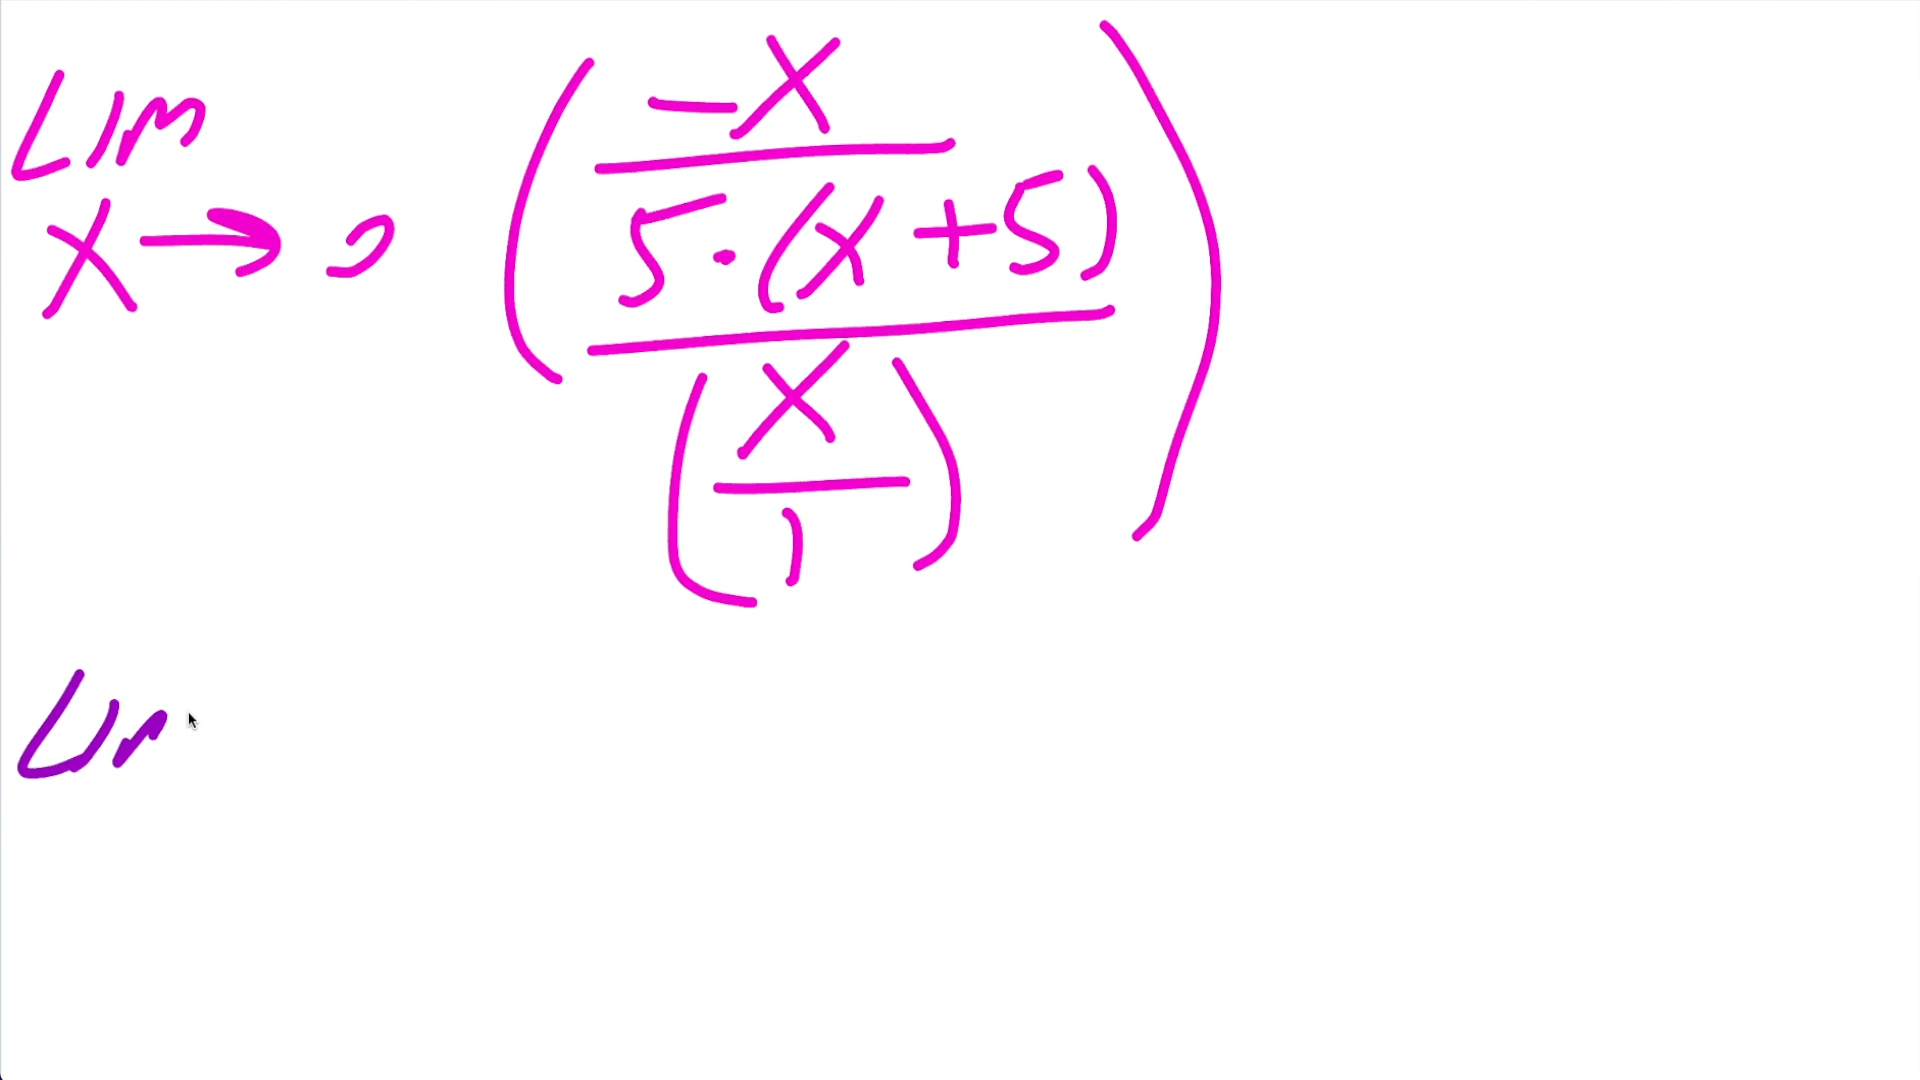 Lim
x → 0
( -x
5·(x+5)
( x
1 ) )
Lim